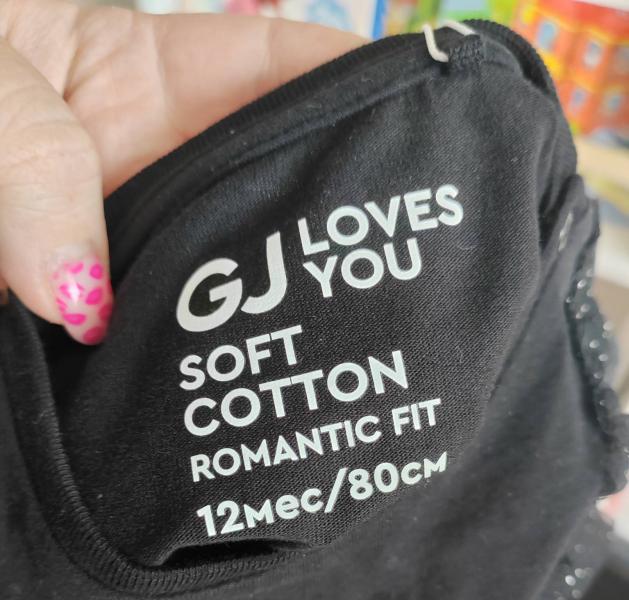 GJ LOVES
YOU
SOFT
COTTON
ROMANTIC FIT
12мес/80см